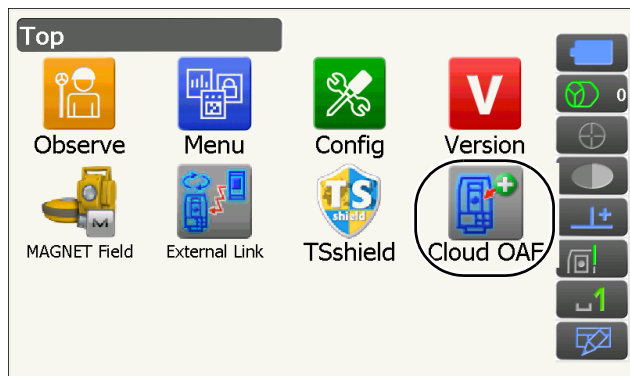 Top
Observe Menu Config Version
V
0
MAGNET Field External Link TSshield Cloud OAF
M
TS
shield
1